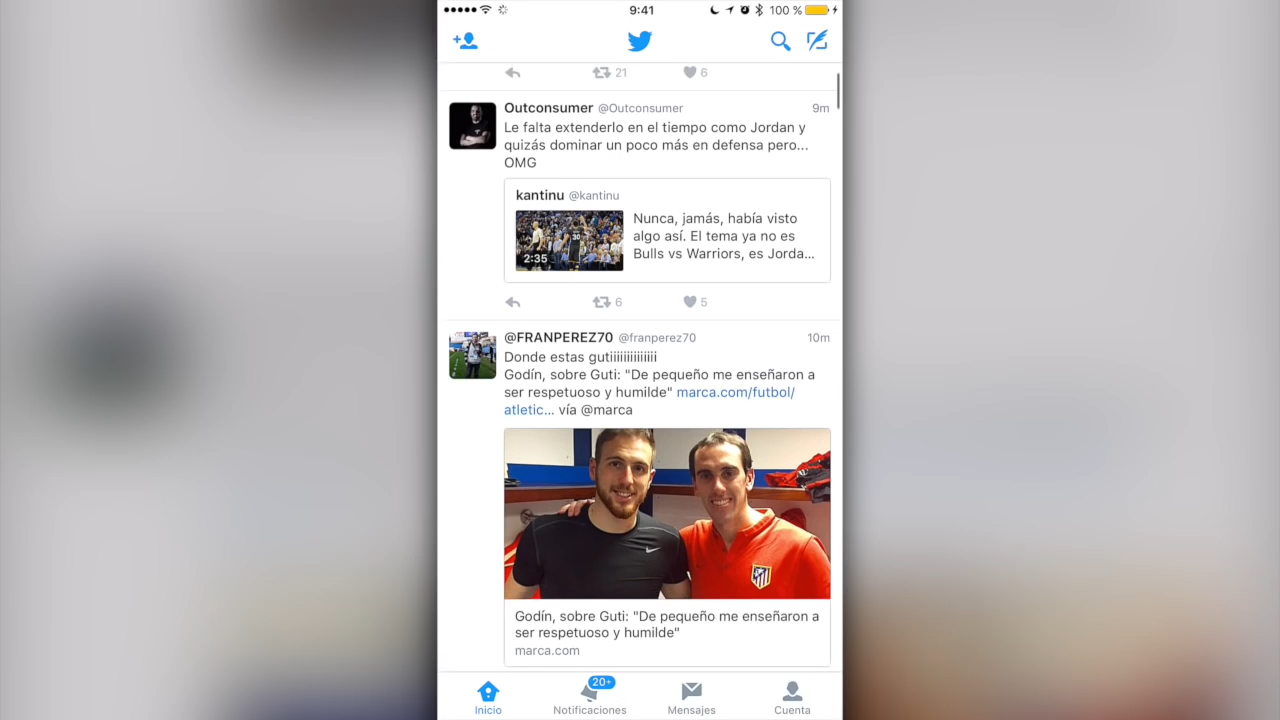 9:41
100 %
21
6
Outconsumer @Outconsumer
9m
Le falta extenderlo en el tiempo como Jordan y
quizás dominar un poco más en defensa pero...
OMG
kantinu @kantinu
30
2:35
Nunca, jamás, había visto
algo así. El tema ya no es
Bulls vs Warriors, es Jorda...
6
5
@FRANPEREZ70 @franperez70
10m
Donde estas gutiiiiiiiiiiiiii
Godín, sobre Guti: "De pequeño me enseñaron a
ser respetuoso y humilde" marca.com/futbol/
atletic... vía @marca
Godín, sobre Guti: "De pequeño me enseñaron a
ser respetuoso y humilde"
marca.com
20+
Inicio
Notificaciones
Mensajes
Cuenta